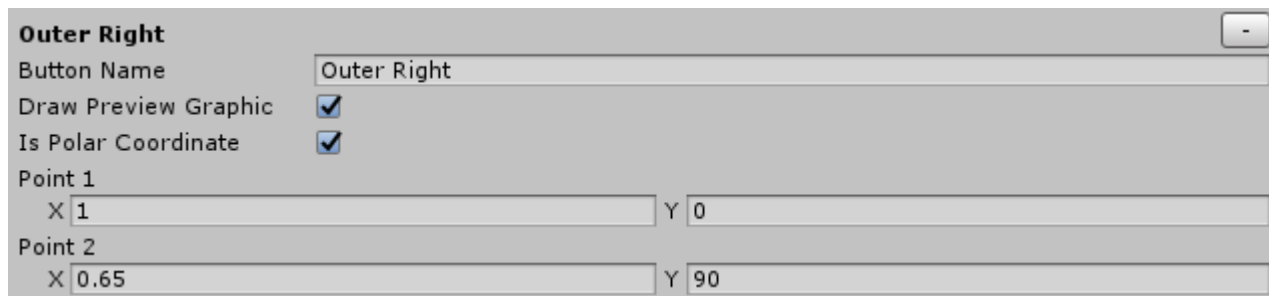 Outer Right -
Button Name Outer Right
Draw Preview Graphic
Is Polar Coordinate
Point 1
X 1 Y 0
Point 2
X 0.65 Y 90